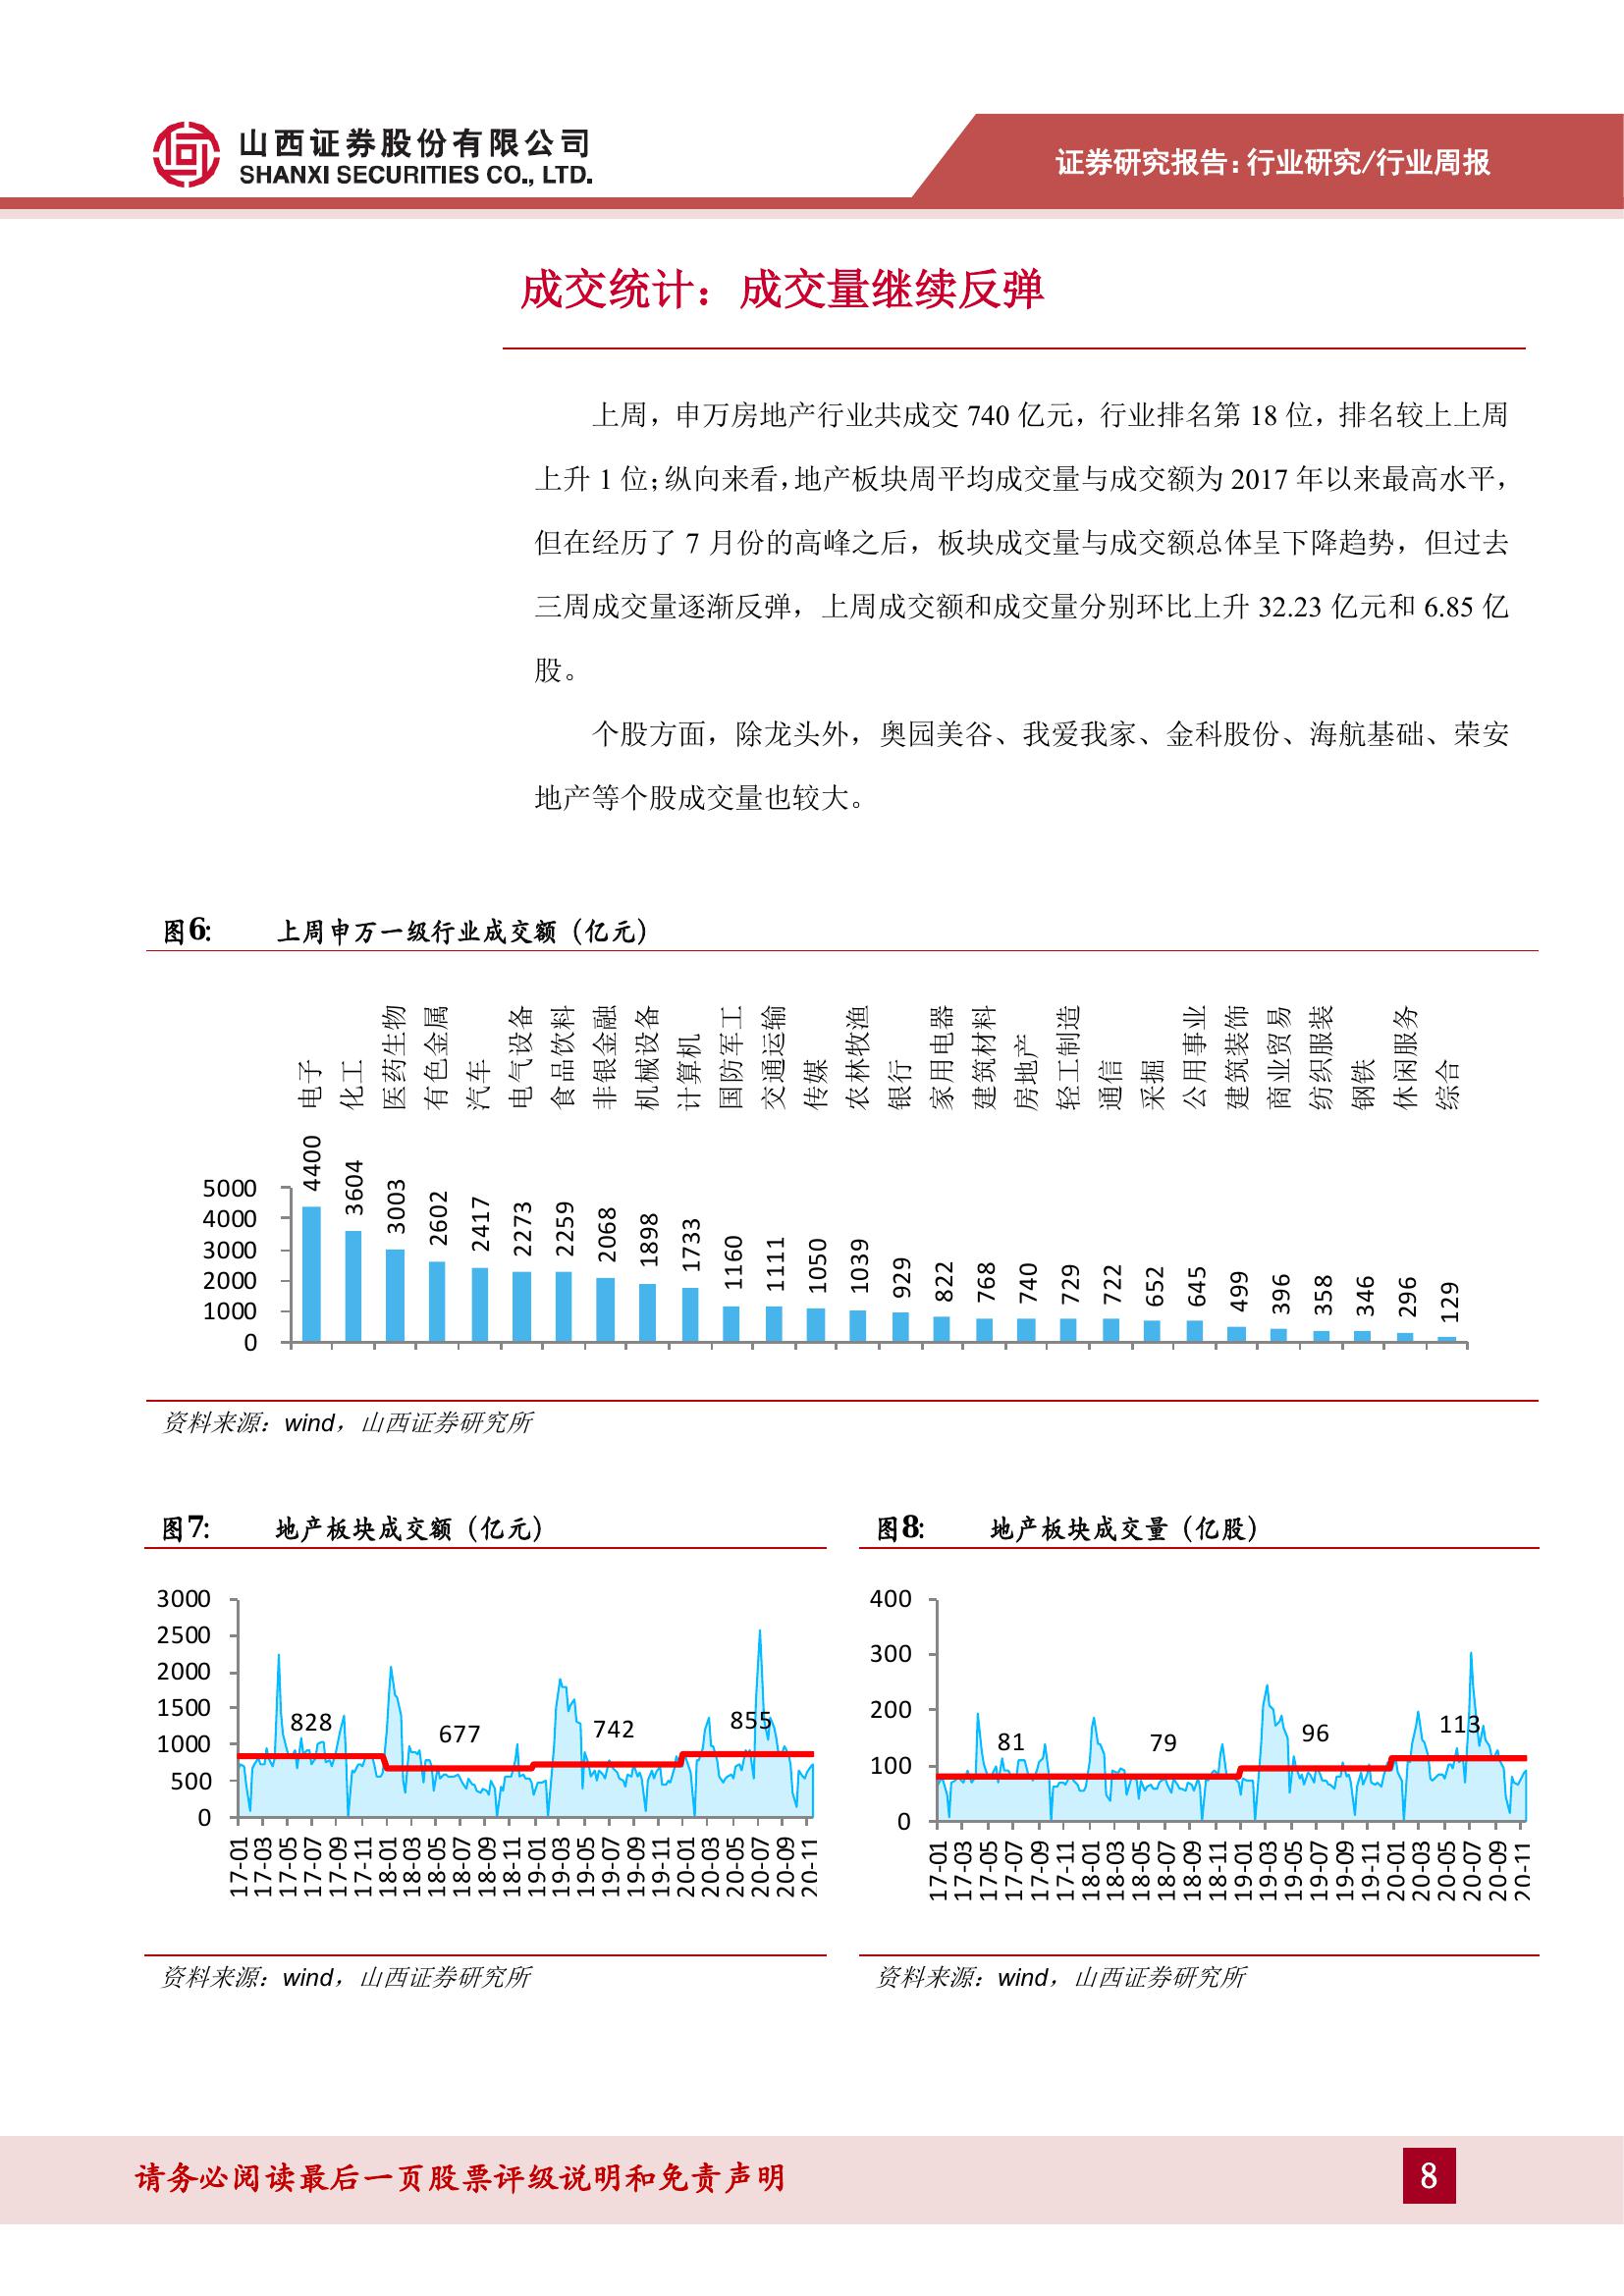 山西证券股份有限公司
SHANXI SECURITIES CO., LTD.
证券研究报告:行业研究/行业周报
成交统计：成交量继续反弹
上周，申万房地产行业共成交 740 亿元，行业排名第 18 位，排名较上上周
上升 1 位；纵向来看，地产板块周平均成交量与成交额为 2017 年以来最高水平，
但在经历了 7 月份的高峰之后，板块成交量与成交额总体呈下降趋势，但过去
三周成交量逐渐反弹，上周成交额和成交量分别环比上升 32.23 亿元和 6.85 亿
股。
个股方面，除龙头外，奥园美谷、我爱我家、金科股份、海航基础、荣安
地产等个股成交量也较大。
图6: 上周申万一级行业成交额（亿元）
电子 化工 医药生物 有色金属 汽车 电气设备 食品饮料 非银金融 机械设备 计算机 国防军工 交通运输 传媒 农林牧渔 银行 家用电器 建筑材料 房地产 轻工制造 通信 采掘 公用事业 建筑装饰 商业贸易 纺织服装 钢铁 休闲服务 综合
4400 3604 3003 2602 2417 2273 2259 2068 1898 1733 1160 1111 1050 1039 929 822 768 740 729 722 652 645 499 396 358 346 296 129
5000
4000
3000
2000
1000
0
资料来源：wind，山西证券研究所
图7: 地产板块成交额（亿元）
3000
2500
2000
1500
1000
500
0
828 677 742 855
17-01 17-03 17-05 17-07 17-09 17-11 18-01 18-03 18-05 18-07 18-09 18-11 19-01 19-03 19-05 19-07 19-09 19-11 20-01 20-03 20-05 20-07 20-09 20-11
资料来源：wind，山西证券研究所
图8: 地产板块成交量（亿股）
400
300
200
100
0
81 79 96 113
17-01 17-03 17-05 17-07 17-09 17-11 18-01 18-03 18-05 18-07 18-09 18-11 19-01 19-03 19-05 19-07 19-09 19-11 20-01 20-03 20-05 20-07 20-09 20-11
资料来源：wind，山西证券研究所
请务必阅读最后一页股票评级说明和免责声明
8